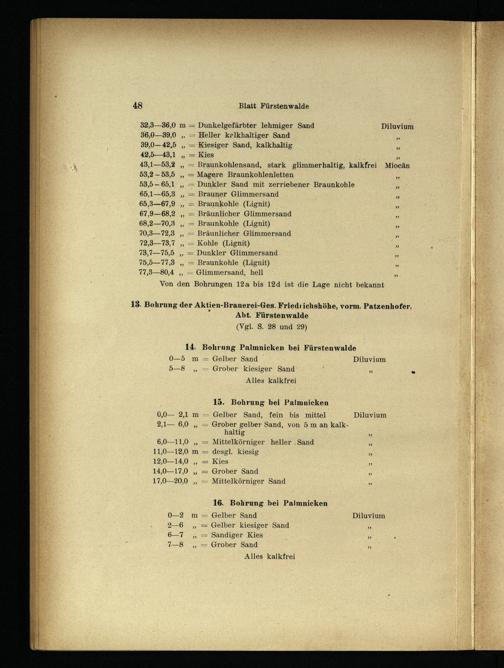 48 Blatt Fürstenwalde
32,3—36,0 m = Dunkelgefärbter lehmiger Sand Diluvium
36,0—39,0 „ = Heller kalkhaltiger Sand „
39,0—42,5 „ = Kiesiger Sand, kalkhaltig „
42,5—43,1 „ = Kies „
43,1—53,2 „ = Braunkohlensand, stark glimmerhaltig, kalkfrei Miocän
53,2—53,5 „ = Magere Braunkohlenletten „
53,5—65,1 „ = Dunkler Sand mit zerriebener Braunkohle „
65,1—65,3 „ = Brauner Glimmersand „
65,3—67,9 „ = Braunkohle (Lignit) „
67,9—68,2 „ = Bräunlicher Glimmersand „
68,2—70,3 „ = Braunkohle (Lignit) „
70,3—72,3 „ = Bräunlicher Glimmersand „
72,3—73,7 „ = Kohle (Lignit) „
73,7—75,5 „ = Dunkler Glimmersand „
75,5—77,3 „ = Braunkohle (Lignit) „
77,3—80,4 „ = Glimmersand, hell „
Von den Bohrungen 12a bis 12d ist die Lage nicht bekannt
13. Bohrung der Aktien-Brauerei-Ges. Friedrichshöhe, vorm. Patzenhofer.
Abt. Fürstenwalde
(Vgl. S. 28 und 29)
14. Bohrung Palmnicken bei Fürstenwalde
0—5 m = Gelber Sand Diluvium
5—8 „ = Grober kiesiger Sand „
Alles kalkfrei
15. Bohrung bei Palmnicken
0,0— 2,1 m = Gelber Sand, fein bis mittel Diluvium
2,1— 6,0 „ = Grober gelber Sand, von 5 m an kalk-
haltig „
6,0—11,0 „ = Mittelkörniger heller Sand „
11,0—12,0 m = desgl. kiesig „
12,0—14,0 „ = Kies „
14,0—17,0 „ = Grober Sand „
17,0—20,0 „ = Mittelkörniger Sand „
16. Bohrung bei Palmnicken
0—2 m = Gelber Sand Diluvium
2—6 „ = Gelber kiesiger Sand „
6—7 „ = Sandiger Kies „
7—8 „ = Grober Sand „
Alles kalkfrei